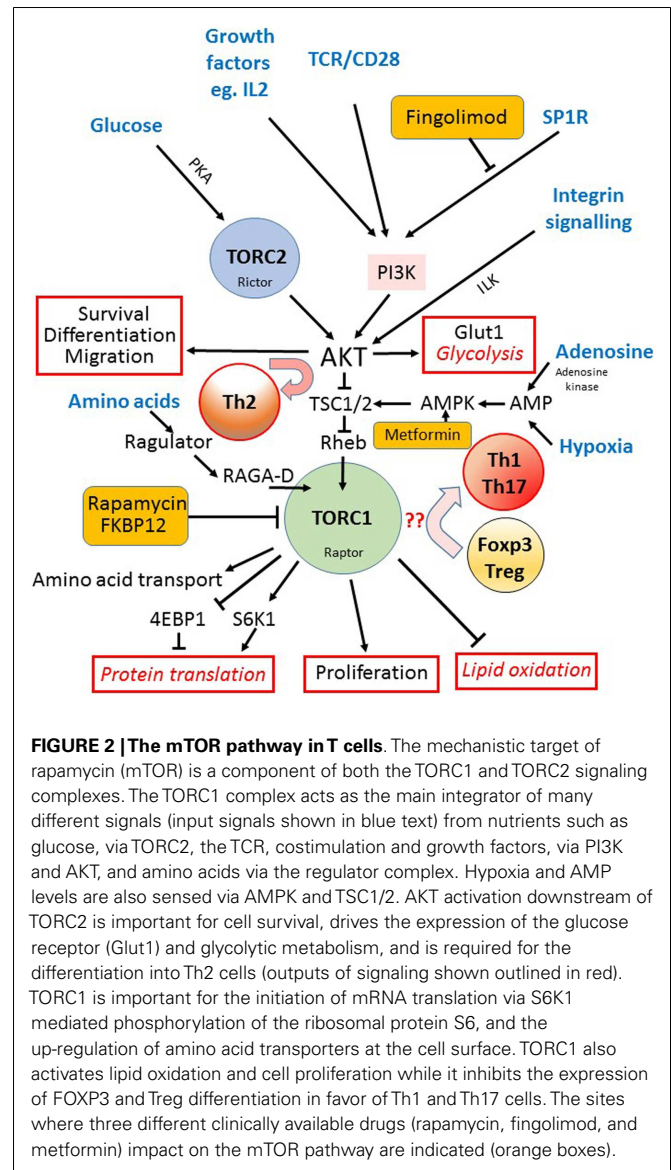 Growth
factors
eg. IL2
TCR/CD28
Fingolimod
SP1R
Glucose
PKA
Integrin
signalling
TORC2
Rictor
PI3K
ILK
Survival
Differentiation
Migration
AKT
Glut1
Glycolysis
Adenosine
Adenosine
kinase
Amino acids
Th2
TSC1/2
AMPK
AMP
Ragulator
Rheb
Metformin
Hypoxia
RAGA-D
Th1
Th17
Rapamycin
FKBP12
TORC1
Raptor
??
Foxp3
Treg
Amino acid transport
4EBP1
S6K1
Protein translation
Proliferation
Lipid oxidation
FIGURE 2 | The mTOR pathway in T cells. The mechanistic target of
rapamycin (mTOR) is a component of both the TORC1 and TORC2 signaling
complexes. The TORC1 complex acts as the main integrator of many
different signals (input signals shown in blue text) from nutrients such as
glucose, via TORC2, the TCR, costimulation and growth factors, via PI3K
and AKT, and amino acids via the regulator complex. Hypoxia and AMP
levels are also sensed via AMPK and TSC1/2. AKT activation downstream of
TORC2 is important for cell survival, drives the expression of the glucose
receptor (Glut1) and glycolytic metabolism, and is required for the
differentiation into Th2 cells (outputs of signaling shown outlined in red).
TORC1 is important for the initiation of mRNA translation via S6K1
mediated phosphorylation of the ribosomal protein S6, and the
up-regulation of amino acid transporters at the cell surface. TORC1 also
activates lipid oxidation and cell proliferation while it inhibits the expression
of FOXP3 and Treg differentiation in favor of Th1 and Th17 cells. The sites
where three different clinically available drugs (rapamycin, fingolimod, and
metformin) impact on the mTOR pathway are indicated (orange boxes).